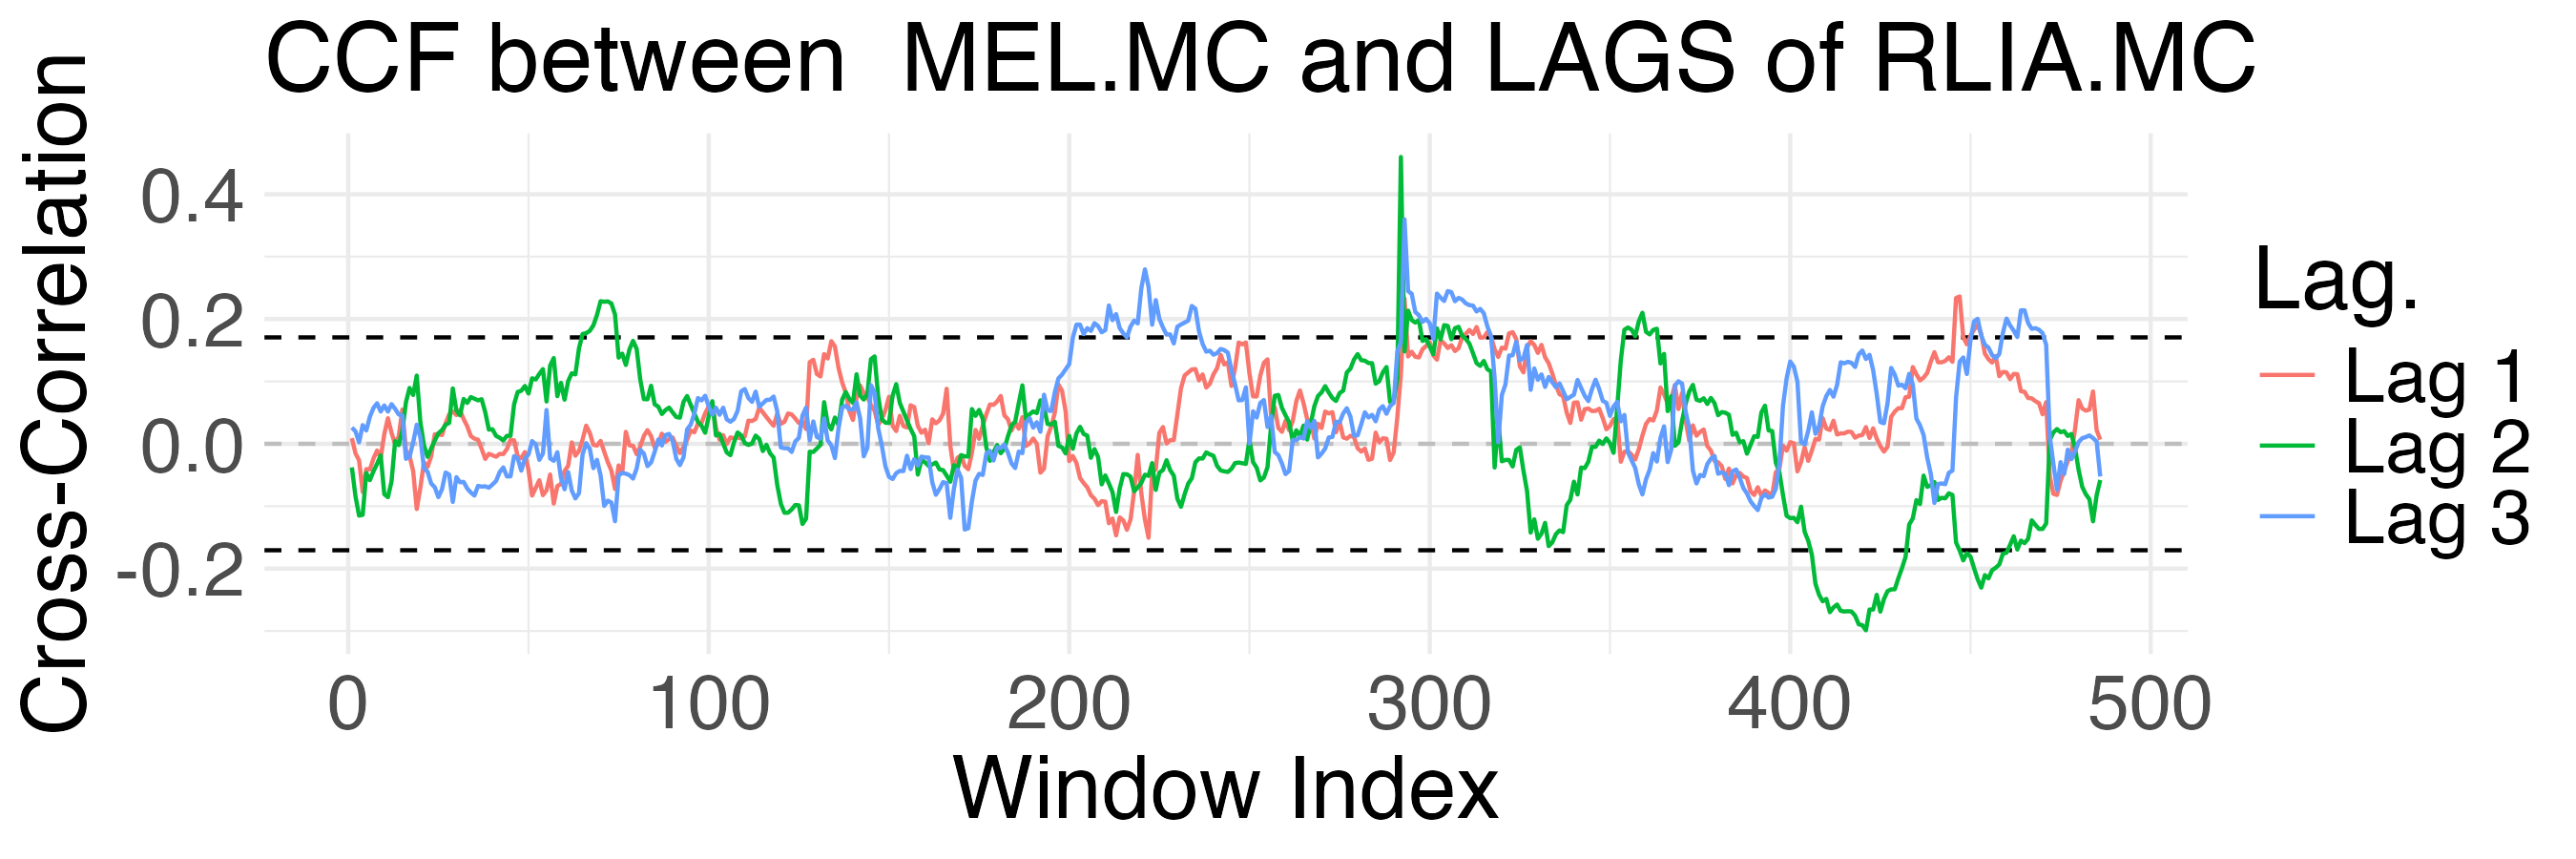 CCF between  MEL.MC and LAGS of RLIA.MC
Cross-Correlation
0.4
0.2
0.0
-0.2
0 100 200 300 400 500
Window Index
Lag.
Lag 1
Lag 2
Lag 3